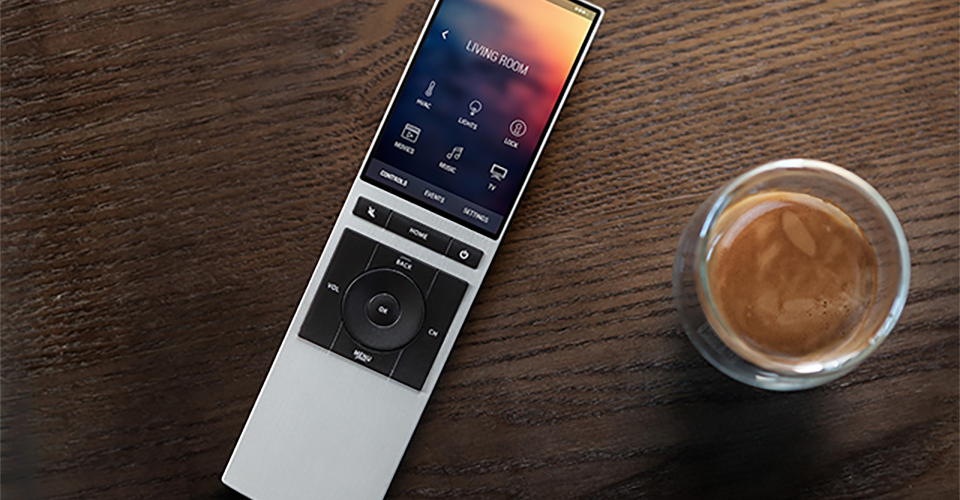 LIVING ROOM
HVAC
LIGHTS
LOCK
MOVIES
MUSIC
TV
CONTROLS EVENTS SETTINGS
HOME
BACK
VOL
OK
CH
MENU